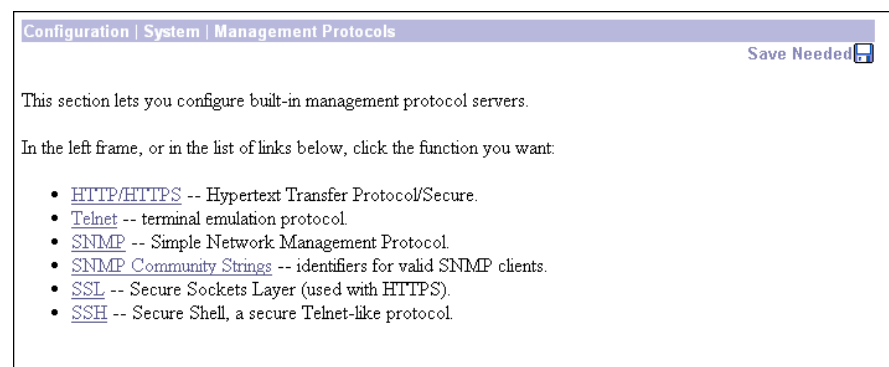 Configuration | System | Management Protocols
Save Needed
This section lets you configure built-in management protocol servers.
In the left frame, or in the list of links below, click the function you want:
• HTTP/HTTPS -- Hypertext Transfer Protocol/Secure.
• Telnet -- terminal emulation protocol.
• SNMP -- Simple Network Management Protocol.
• SNMP Community Strings -- identifiers for valid SNMP clients.
• SSL -- Secure Sockets Layer (used with HTTPS).
• SSH -- Secure Shell, a secure Telnet-like protocol.